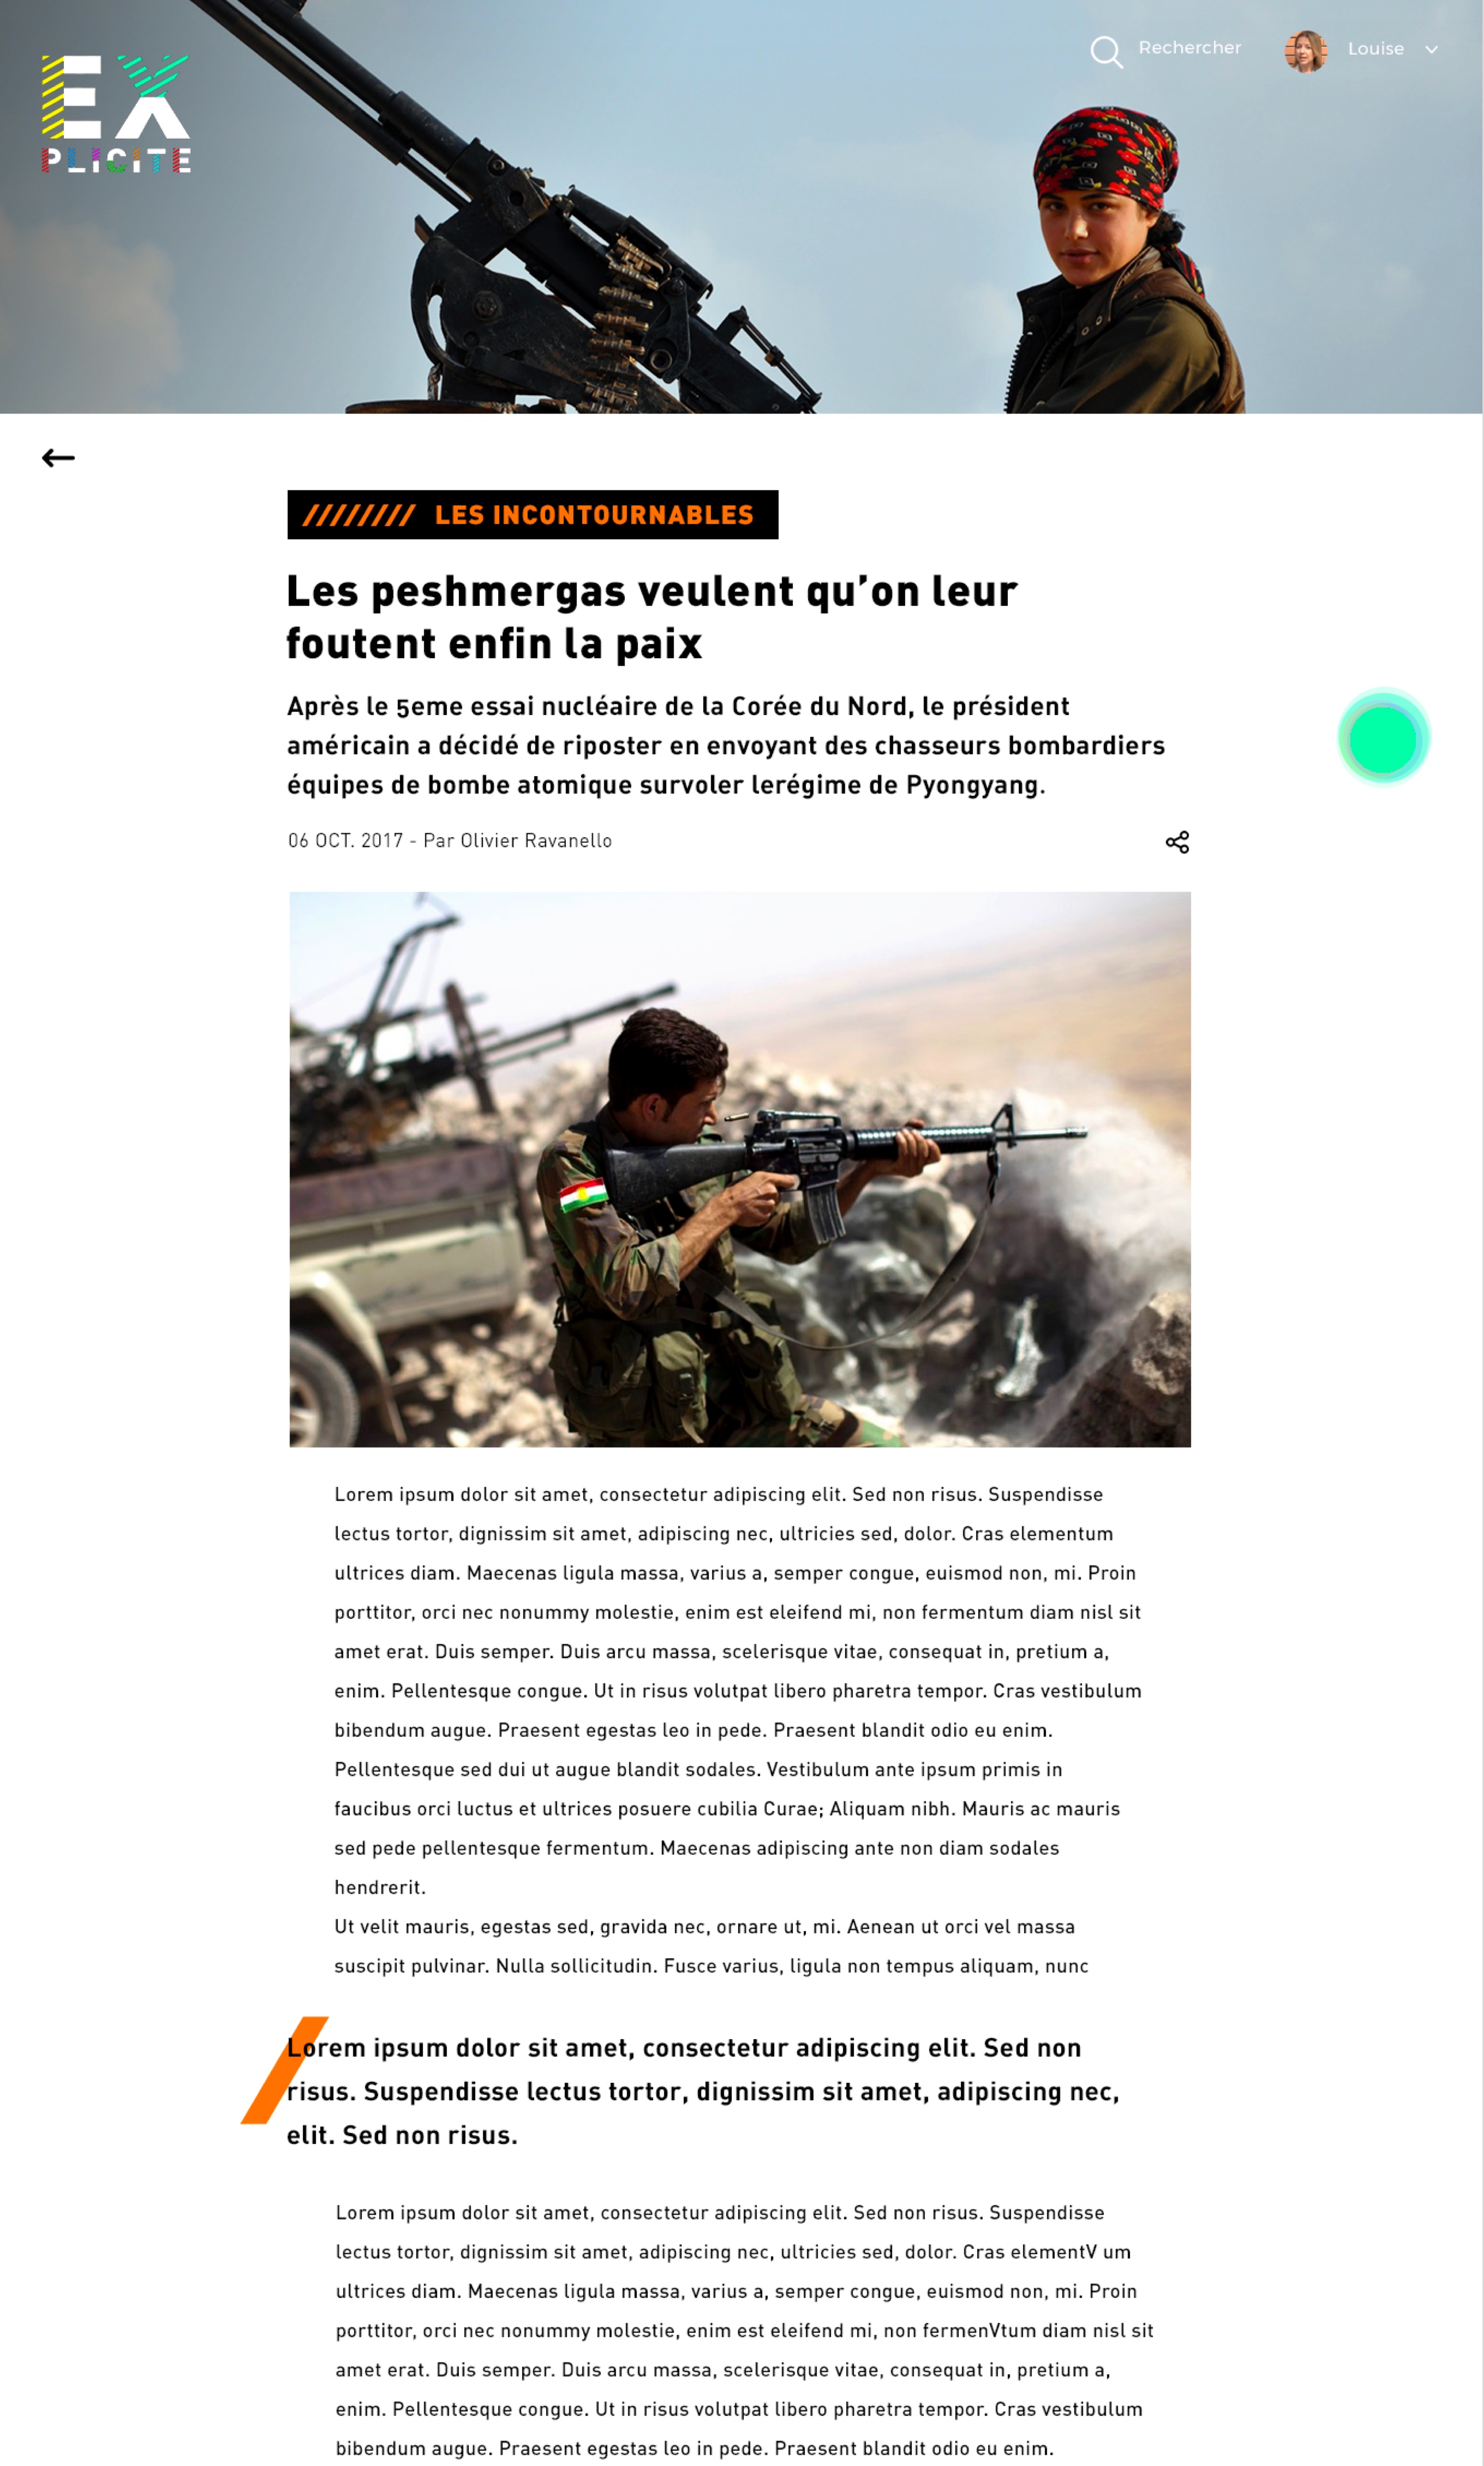 EX
PLICITE
Rechercher
Louise
//////// LES INCONTOURNABLES
Les peshmergas veulent qu’on leur
foutent enfin la paix
Après le 5eme essai nucléaire de la Corée du Nord, le président
américain a décidé de riposter en envoyant des chasseurs bombardiers
équipes de bombe atomique survoler lerégime de Pyongyang.
06 OCT. 2017 - Par Olivier Ravanello
Lorem ipsum dolor sit amet, consectetur adipiscing elit. Sed non risus. Suspendisse
lectus tortor, dignissim sit amet, adipiscing nec, ultricies sed, dolor. Cras elementum
ultrices diam. Maecenas ligula massa, varius a, semper congue, euismod non, mi. Proin
porttitor, orci nec nonummy molestie, enim est eleifend mi, non fermentum diam nisl sit
amet erat. Duis semper. Duis arcu massa, scelerisque vitae, consequat in, pretium a,
enim. Pellentesque congue. Ut in risus volutpat libero pharetra tempor. Cras vestibulum
bibendum augue. Praesent egestas leo in pede. Praesent blandit odio eu enim.
Pellentesque sed dui ut augue blandit sodales. Vestibulum ante ipsum primis in
faucibus orci luctus et ultrices posuere cubilia Curae; Aliquam nibh. Mauris ac mauris
sed pede pellentesque fermentum. Maecenas adipiscing ante non diam sodales
hendrerit.
Ut velit mauris, egestas sed, gravida nec, ornare ut, mi. Aenean ut orci vel massa
suscipit pulvinar. Nulla sollicitudin. Fusce varius, ligula non tempus aliquam, nunc
Lorem ipsum dolor sit amet, consectetur adipiscing elit. Sed non
risus. Suspendisse lectus tortor, dignissim sit amet, adipiscing nec,
elit. Sed non risus.
Lorem ipsum dolor sit amet, consectetur adipiscing elit. Sed non risus. Suspendisse
lectus tortor, dignissim sit amet, adipiscing nec, ultricies sed, dolor. Cras elementV um
ultrices diam. Maecenas ligula massa, varius a, semper congue, euismod non, mi. Proin
porttitor, orci nec nonummy molestie, enim est eleifend mi, non fermenVtum diam nisl sit
amet erat. Duis semper. Duis arcu massa, scelerisque vitae, consequat in, pretium a,
enim. Pellentesque congue. Ut in risus volutpat libero pharetra tempor. Cras vestibulum
bibendum augue. Praesent egestas leo in pede. Praesent blandit odio eu enim.